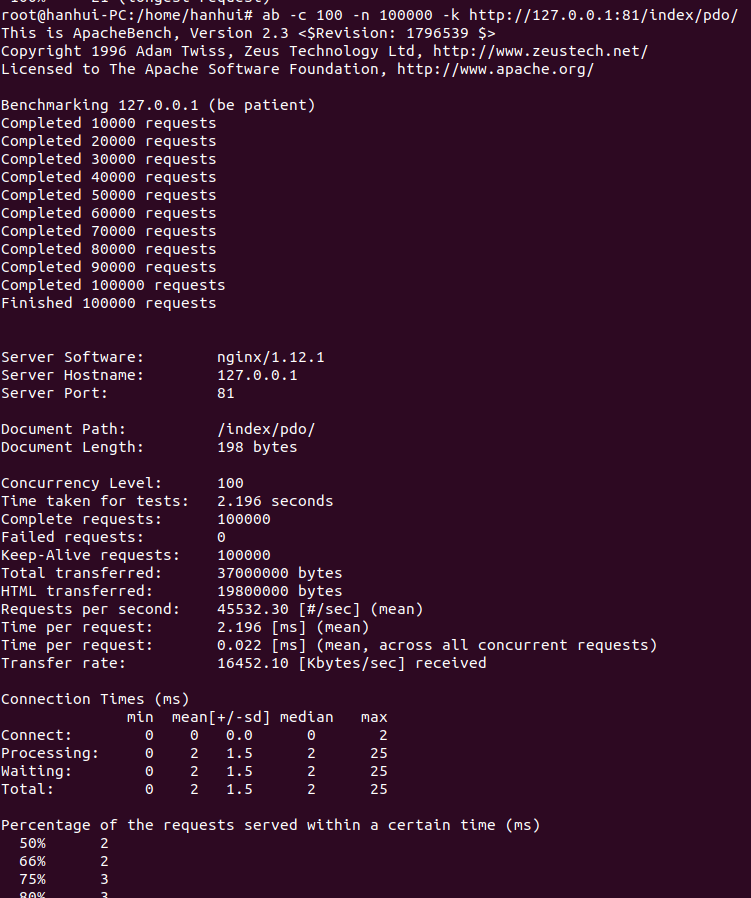 100%     21 (longest request)
root@hanhui-PC:/home/hanhui# ab -c 100 -n 100000 -k http://127.0.0.1:81/index/pdo/
This is ApacheBench, Version 2.3 <$Revision: 1796539 $>
Copyright 1996 Adam Twiss, Zeus Technology Ltd, http://www.zeustech.net/
Licensed to The Apache Software Foundation, http://www.apache.org/

Benchmarking 127.0.0.1 (be patient)
Completed 10000 requests
Completed 20000 requests
Completed 30000 requests
Completed 40000 requests
Completed 50000 requests
Completed 60000 requests
Completed 70000 requests
Completed 80000 requests
Completed 90000 requests
Completed 100000 requests
Finished 100000 requests

Server Software:        nginx/1.12.1
Server Hostname:        127.0.0.1
Server Port:            81

Document Path:          /index/pdo/
Document Length:        198 bytes

Concurrency Level:      100
Time taken for tests:   2.196 seconds
Complete requests:      100000
Failed requests:        0
Keep-Alive requests:    100000
Total transferred:      37000000 bytes
HTML transferred:       19800000 bytes
Requests per second:    45532.30 [#/sec] (mean)
Time per request:       2.196 [ms] (mean)
Time per request:       0.022 [ms] (mean, across all concurrent requests)
Transfer rate:          16452.10 [Kbytes/sec] received

Connection Times (ms)
              min  mean[+/-sd] median   max
Connect:        0    0   0.0      0       2
Processing:     0    2   1.5      2      25
Waiting:        0    2   1.5      2      25
Total:          0    2   1.5      2      25

Percentage of the requests served within a certain time (ms)
  50%      2
  66%      2
  75%      3
  80%      3